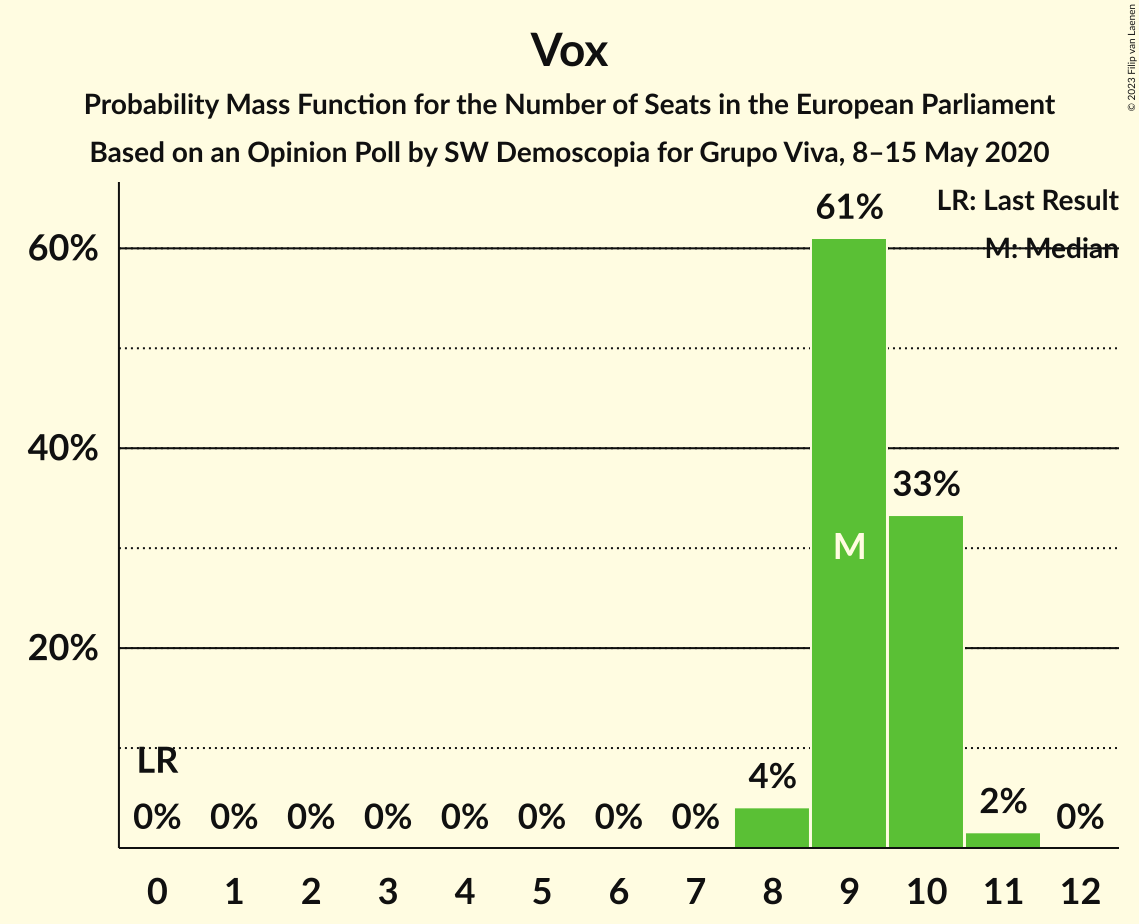 Vox
Probability Mass Function for the Number of Seats in the European Parliament
Based on an Opinion Poll by SW Demoscopia for Grupo Viva, 8–15 May 2020
© 2023 Filip van Laenen
LR: Last Result
M: Median
60%
40%
20%
61%
33%
M
LR
0% 0% 0% 0% 0% 0% 0% 0% 4% 2% 0%
0 1 2 3 4 5 6 7 8 9 10 11 12